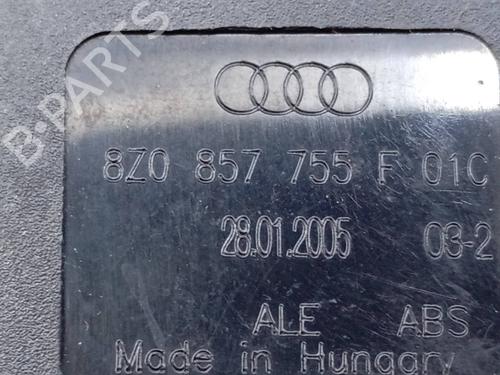 B-PARTS
8Z0 857 755 F 01C
28.01.2005 03-2
ALE ABS
Made in Hungary